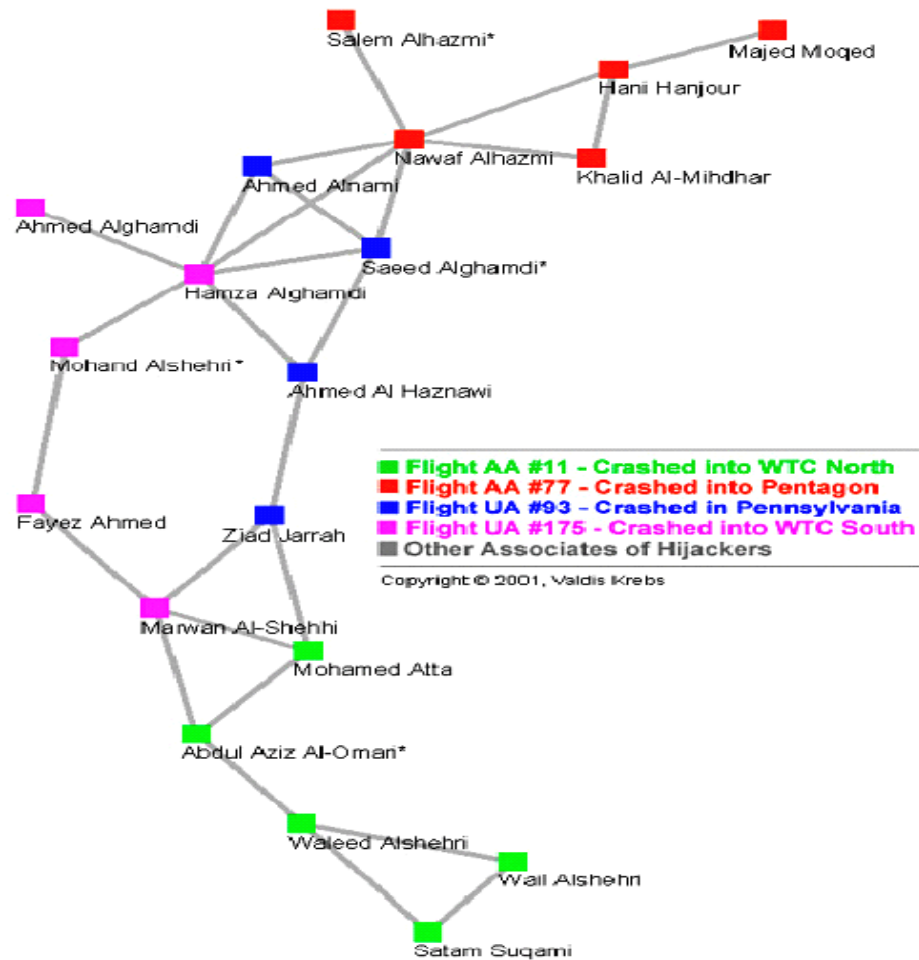 Salem Alhazmi*
Majed Moqed
Hani Hanjour
Nawaf Alhazmi
Khalid Al-Mihdhar
Ahmed Alnami
Ahmed Alghamdi
Saeed Alghamdi*
Hamza Alghamdi
Mohand Alshehri*
Ahmed Al Haznawi
Flight AA #11 - Crashed into WTC North
Flight AA #77 - Crashed into Pentagon
Flight UA #93 - Crashed in Pennsylvania
Flight UA #175 - Crashed into WTC South
Other Associates of Hijackers
Copyright © 2001, Valdis Krebs
Fayez Ahmed
Ziad Jarrah
Marwan Al-Shehhi
Mohamed Atta
Abdul Aziz Al-Omari*
Waleed Alshehri
Wail Alshehri
Satam Suqami